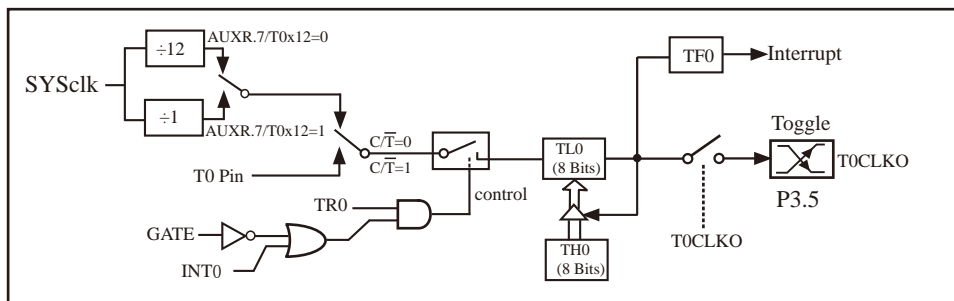 AUXR.7/T0x12=0
÷12
SYSclk
÷1
AUXR.7/T0x12=1
C/T̅=0
C/T̅=1
T0 Pin
control
TR0
GATE
INT0
TL0
(8 Bits)
TH0
(8 Bits)
TF0
Interrupt
Toggle
T0CLKO
P3.5
T0CLKO